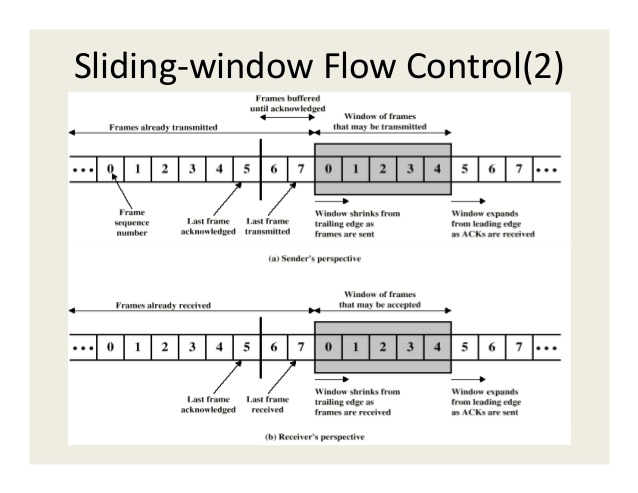 Sliding-window Flow Control(2)
Frames buffered
until acknowledged
Window of frames
that may be transmitted
Frames already transmitted
••• 0 1 2 3 4 5 6 7 0 1 2 3 4 5 6 7 •••
Frame
sequence
number
Last frame
acknowledged
Last frame
transmitted
Window shrinks from
trailing edge as
frames are sent
Window expands
from leading edge
as ACKs are received
(a) Sender's perspective
Window of frames
that may be accepted
Frames already received
••• 0 1 2 3 4 5 6 7 0 1 2 3 4 5 6 7 •••
Last frame
acknowledged
Last frame
received
Window shrinks from
trailing edge as
frames are received
Window expands
from leading edge
as ACKs are sent
(b) Receiver's perspective